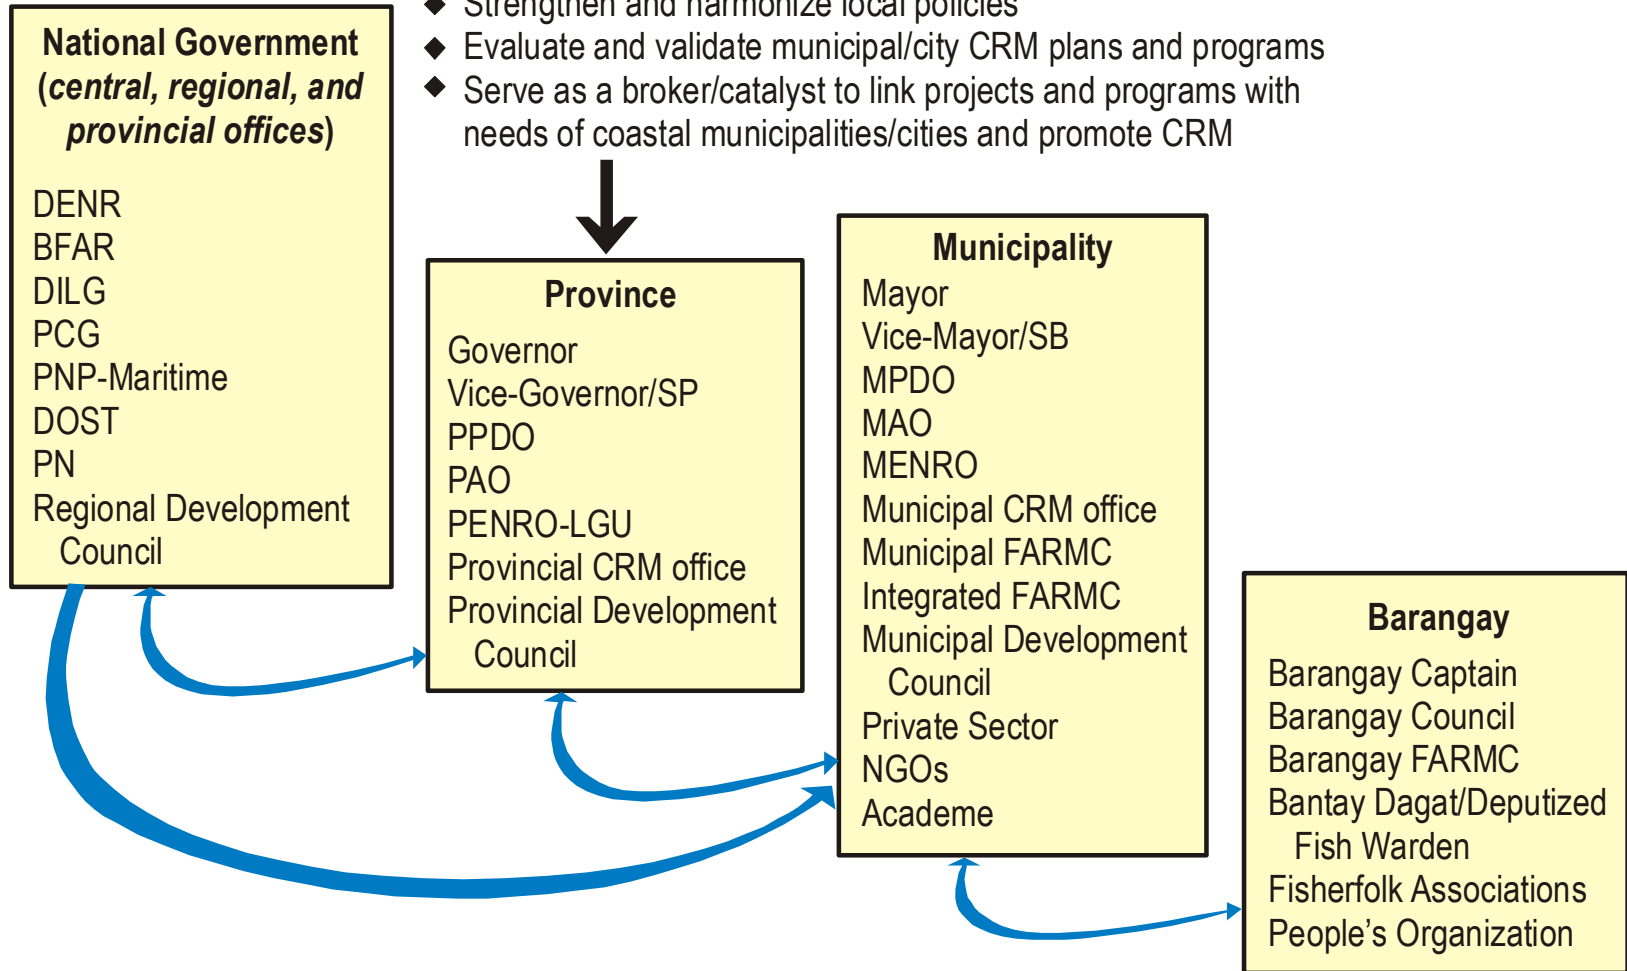 ◆ Strengthen and harmonize local policies
◆ Evaluate and validate municipal/city CRM plans and programs
◆ Serve as a broker/catalyst to link projects and programs with
needs of coastal municipalities/cities and promote CRM
National Government
(central, regional, and
provincial offices)
DENR
BFAR
DILG
PCG
PNP-Maritime
DOST
PN
Regional Development
Council
Province
Governor
Vice-Governor/SP
PPDO
PAO
PENRO-LGU
Provincial CRM office
Provincial Development
Council
Municipality
Mayor
Vice-Mayor/SB
MPDO
MAO
MENRO
Municipal CRM office
Municipal FARMC
Integrated FARMC
Municipal Development
Council
Private Sector
NGOs
Academe
Barangay
Barangay Captain
Barangay Council
Barangay FARMC
Bantay Dagat/Deputized
Fish Warden
Fisherfolk Associations
People’s Organization